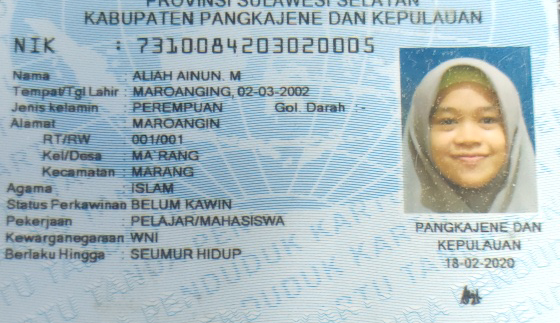 PROVINSI SULAWESI SELATAN
KABUPATEN PANGKAJENE DAN KEPULAUAN
NIK : 7310084203020005
Nama : ALIAH AINUN. M
Tempat/Tgl Lahir : MAROANGING, 02-03-2002
Jenis kelamin : PEREMPUAN Gol. Darah : -
Alamat : MAROANGIN
RT/RW : 001/001
Kel/Desa : MA'RANG
Kecamatan : MARANG
Agama : ISLAM
Status Perkawinan : BELUM KAWIN
Pekerjaan : PELAJAR/MAHASISWA
Kewarganegaraan : WNI
Berlaku Hingga : SEUMUR HIDUP
PANGKAJENE DAN
KEPULAUAN
18-02-2020